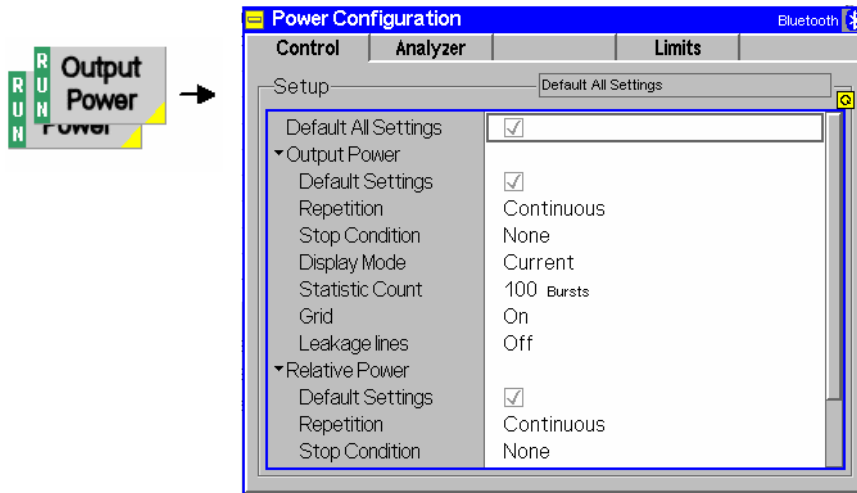 RUN
Output
Power
RUN
Power
Power Configuration Bluetooth
Control Analyzer Limits
Setup Default All Settings
Default All Settings
Output Power
Default Settings
Repetition Continuous
Stop Condition None
Display Mode Current
Statistic Count 100 Bursts
Grid On
Leakage lines Off
Relative Power
Default Settings
Repetition Continuous
Stop Condition None